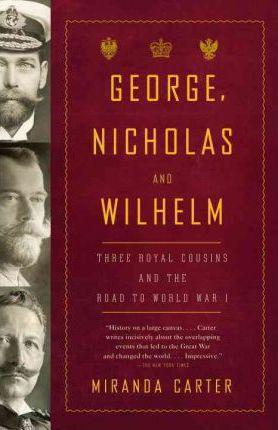 GEORGE,
NICHOLAS
AND
WILHELM
THREE ROYAL COUSINS
AND THE
ROAD TO WORLD WAR I
"History on a large canvas. . . . Carter
writes incisively about the overlapping
events that led to the Great War
and changed the world. . . . Impressive."
—THE NEW YORK TIMES
MIRANDA CARTER